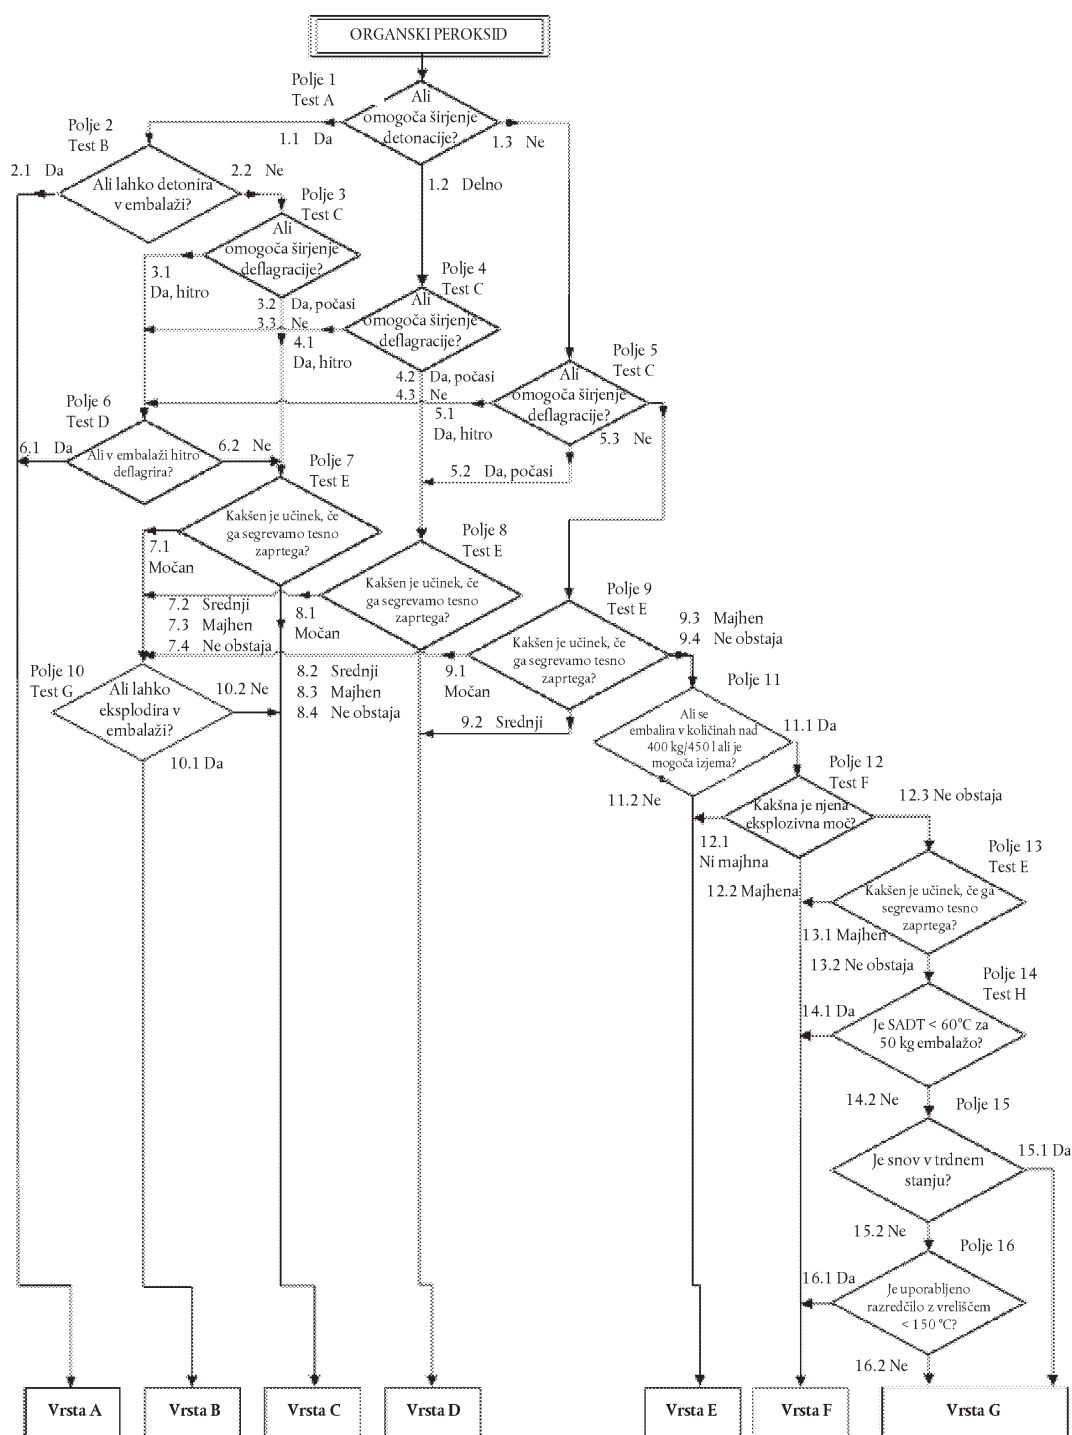 ORGANSKI PEROKSID
Polje 1
Test A
Ali
omogoča širjenje
detonacije?
1.1 Da
1.3 Ne
1.2 Delno
Polje 2
Test B
2.1 Da
2.2 Ne
Ali lahko detonira
v embalaži?
Polje 3
Test C
Ali
omogoča širjenje
deflagracije?
3.1
Da, hitro
3.2 Da, počasi
3.3 Ne
Polje 4
Test C
Ali
omogoča širjenje
deflagracije?
4.1
Da, hitro
4.2 Da, počasi
4.3 Ne
Polje 5
Test C
Ali
omogoča širjenje
deflagracije?
5.1
Da, hitro
5.3 Ne
5.2 Da, počasi
Polje 6
Test D
6.1 Da
6.2 Ne
Ali v embalaži hitro
deflagrira?
Polje 7
Test E
Kakšen je učinek, če
ga segrevamo tesno
zaprtega?
7.1
Močan
7.2 Srednji
7.3 Majhen
7.4 Ne obstaja
Polje 8
Test E
Kakšen je učinek, če
ga segrevamo tesno
zaprtega?
8.1
Močan
8.2 Srednji
8.3 Majhen
8.4 Ne obstaja
Polje 9
Test E
Kakšen je učinek, če
ga segrevamo tesno
zaprtega?
9.1
Močan
9.2 Srednji
9.3 Majhen
9.4 Ne obstaja
Polje 10
Test G
Ali lahko
eksplodira v
embalaži?
10.2 Ne
10.1 Da
Polje 11
Ali se
embalira v količinah nad
400 kg/450 l ali je
mogoča izjema?
11.1 Da
11.2 Ne
Polje 12
Test F
Kakšna je njena
eksplozivna moč?
12.3 Ne obstaja
12.1
Ni majhna
12.2 Majhena
Polje 13
Test E
Kakšen je učinek, če ga
segrevamo tesno
zaprtega?
13.1 Majhen
13.2 Ne obstaja
Polje 14
Test H
14.1 Da
Je SADT < 60°C za
50 kg embalažo?
14.2 Ne
Polje 15
Je snov v trdnem
stanju?
15.1 Da
15.2 Ne
Polje 16
16.1 Da
Je uporabljeno
razredčilo z vreliščem
< 150 °C?
16.2 Ne
Vrsta A
Vrsta B
Vrsta C
Vrsta D
Vrsta E
Vrsta F
Vrsta G